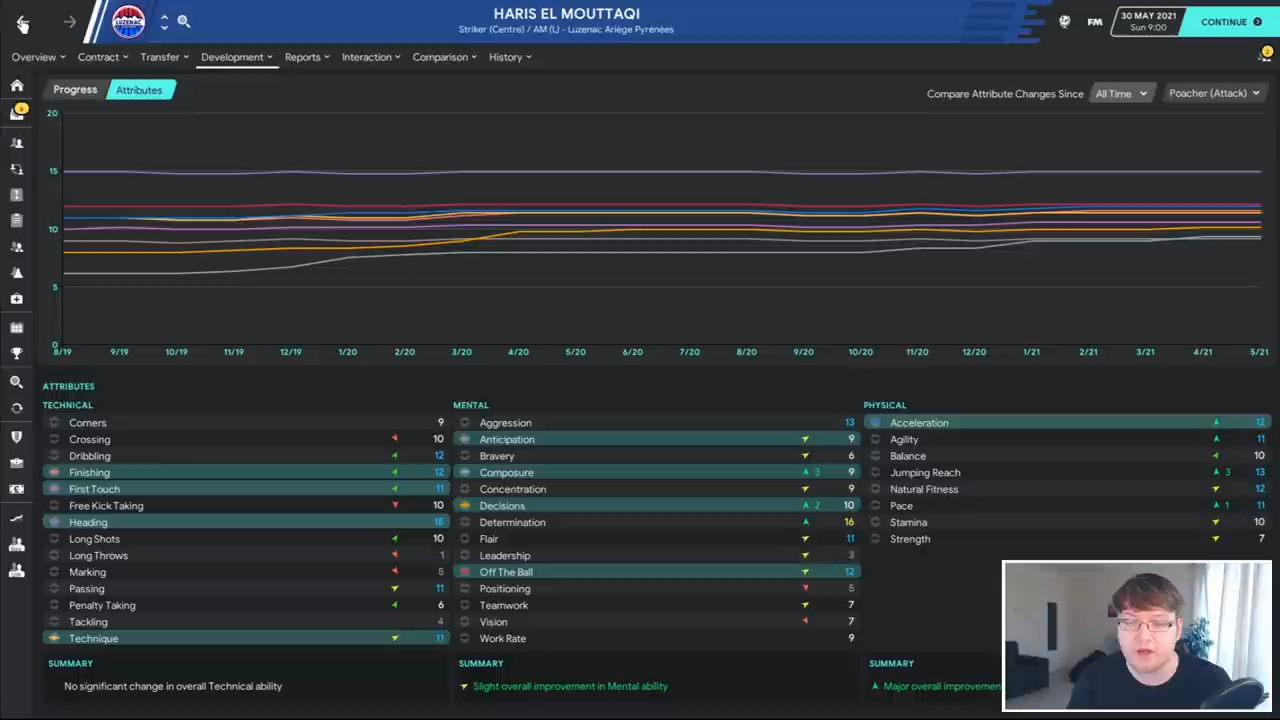 HARIS EL MOUTTAQI
Striker (Centre) / AM (L) - Luzenac Ariège Pyrénées
LUZENAC
FM
30 MAY 2021
Sun 9:00
CONTINUE
Overview
Contract
Transfer
Development
Reports
Interaction
Comparison
History
Progress
Attributes
Compare Attribute Changes Since
All Time
Poacher (Attack)
20
15
10
5
0
8/19 9/19 10/19 11/19 12/19 1/20 2/20 3/20 4/20 5/20 6/20 7/20 8/20 9/20 10/20 11/20 12/20 1/21 2/21 3/21 4/21 5/21
ATTRIBUTES
TECHNICAL
Corners 9
Crossing 10
Dribbling 12
Finishing 12
First Touch 11
Free Kick Taking 10
Heading 15
Long Shots 10
Long Throws 1
Marking 5
Passing 11
Penalty Taking 6
Tackling 4
Technique 11
SUMMARY
No significant change in overall Technical ability
MENTAL
Aggression 13
Anticipation 9
Bravery 6
Composure 3 9
Concentration 9
Decisions 2 10
Determination 16
Flair 11
Leadership 3
Off The Ball 12
Positioning 5
Teamwork 7
Vision 7
Work Rate 9
SUMMARY
Slight overall improvement in Mental ability
PHYSICAL
Acceleration 12
Agility 11
Balance 10
Jumping Reach 3 13
Natural Fitness 12
Pace 1 11
Stamina 10
Strength 7
SUMMARY
Major overall improvemen